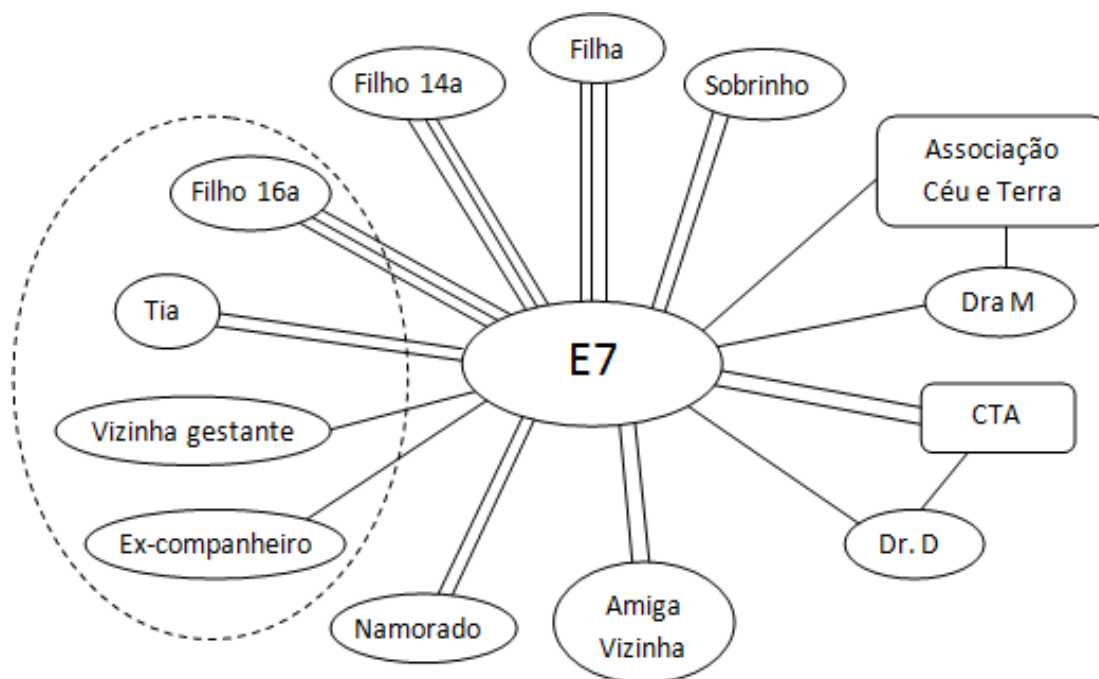 Filha
Filho 14a
Sobrinho
Associação
Céu e Terra
Filho 16a
Tia
Dra M
E7
CTA
Vizinha gestante
Ex-companheiro
Dr. D
Namorado
Amiga
Vizinha